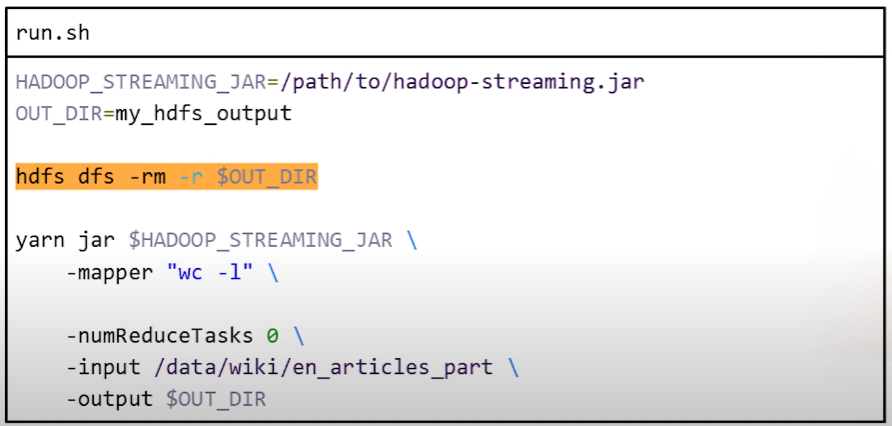 run.sh
HADOOP_STREAMING_JAR=/path/to/hadoop-streaming.jar
OUT_DIR=my_hdfs_output
hdfs dfs -rm -r $OUT_DIR
yarn jar $HADOOP_STREAMING_JAR \
-mapper "wc -l" \
-numReduceTasks 0 \
-input /data/wiki/en_articles_part \
-output $OUT_DIR